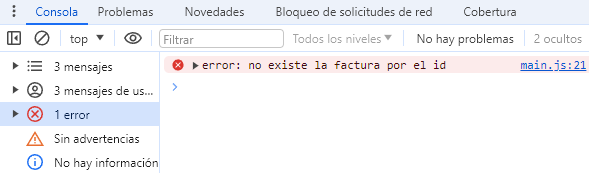 Consola Problemas Novedades Bloqueo de solicitudes de red Cobertura
top Filtrar Todos los niveles No hay problemas 2 ocultos
3 mensajes
3 mensajes de us...
1 error
Sin advertencias
No hay información
error: no existe la factura por el id main.js:21